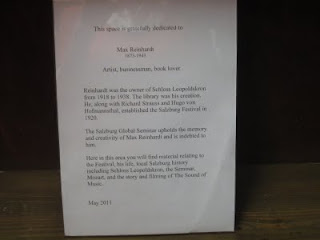 This space is gratefully dedicated to
Max Reinhardt
1873-1943
Artist, businessman, book lover.
Reinhardt was the owner of Schloss Leopoldskron
from 1918 to 1938. The library was his creation.
He, along with Richard Strauss and Hugo von
Hofmannsthal, established the Salzburg Festival in
1920.
The Salzburg Global Seminar upholds the memory
and creativity of Max Reinhardt and is indebted to
him.
Here in this area you will find material relating to
the Festival, his life, local Salzburg history
including Schloss Leopoldskron, the Seminar,
Mozart, and the story and filming of The Sound of
Music.
May 2011